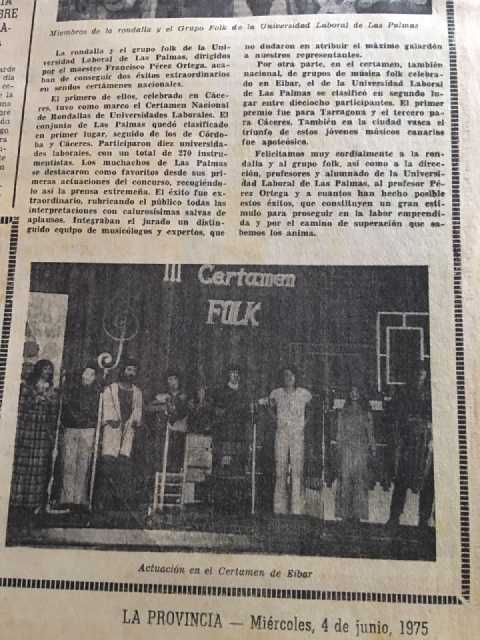 Miembros de la rondalla y el Grupo Folk de la Universidad Laboral de Las Palmas
La rondalla y el grupo folk de la Uni-
versidad Laboral de Las Palmas, dirigidos
por el maestro Francisco Pérez Ortega, aca-
ban de conseguir dos éxitos extraordinarios
en sendos certámenes nacionales.
El primero de ellos, celebrado en Cáce-
res, tuvo como marco el Certamen Nacional
de Rondallas de Universidades Laborales. El
conjunto de Las Palmas quedó clasificado
en primer lugar, seguido de los de Córdo-
ba y Cáceres. Participaron diez universida-
des laborales, con un total de 270 instru-
mentistas. Los muchachos de Las Palmas
se destacaron como favoritos desde sus pri-
meras actuaciones del concurso, recogiéndo-
lo así la prensa extremeña. El éxito fue ex-
traordinario, rubricando el público todas las
interpretaciones con calurosísimas salvas de
aplausos. Integraban el jurado un distin-
guido equipo de musicólogos y expertos, que
no dudaron en atribuir el máximo galardón
a nuestros representantes.
Por otra parte, en el certamen, también
nacional, de grupos de música folk celebra-
do en Eibar, el de la Universidad Laboral
de Las Palmas se clasificó en segundo lu-
gar entre dieciocho participantes. El primer
premio fue para Tarragona y el tercero pa-
ra Cáceres. También en la ciudad vasca el
triunfo de estos jóvenes músicos canarios
fue apoteósico.
Felicitamos muy cordialmente a la ron-
dalla y al grupo folk, así como a la direc-
ción, profesores y alumnado de la Universi-
dad Laboral de Las Palmas, al profesor Pé-
rez Ortega y a cuantos han hecho posible
estos éxitos, que constituyen un gran estí-
mulo para proseguir en la labor emprendi-
da y por el camino de superación que sa-
bemos los anima.
III Certamen
FOLK
Actuación en el Certamen de Eibar
LA PROVINCIA — Miércoles, 4 de junio, 1975